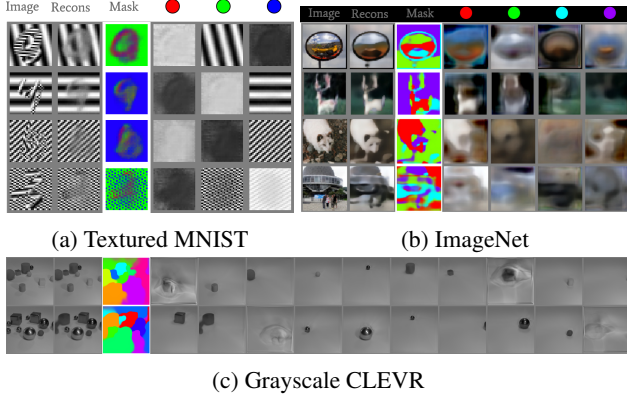 Image Recons Mask
Image Recons Mask
(a) Textured MNIST
(b) ImageNet
(c) Grayscale CLEVR